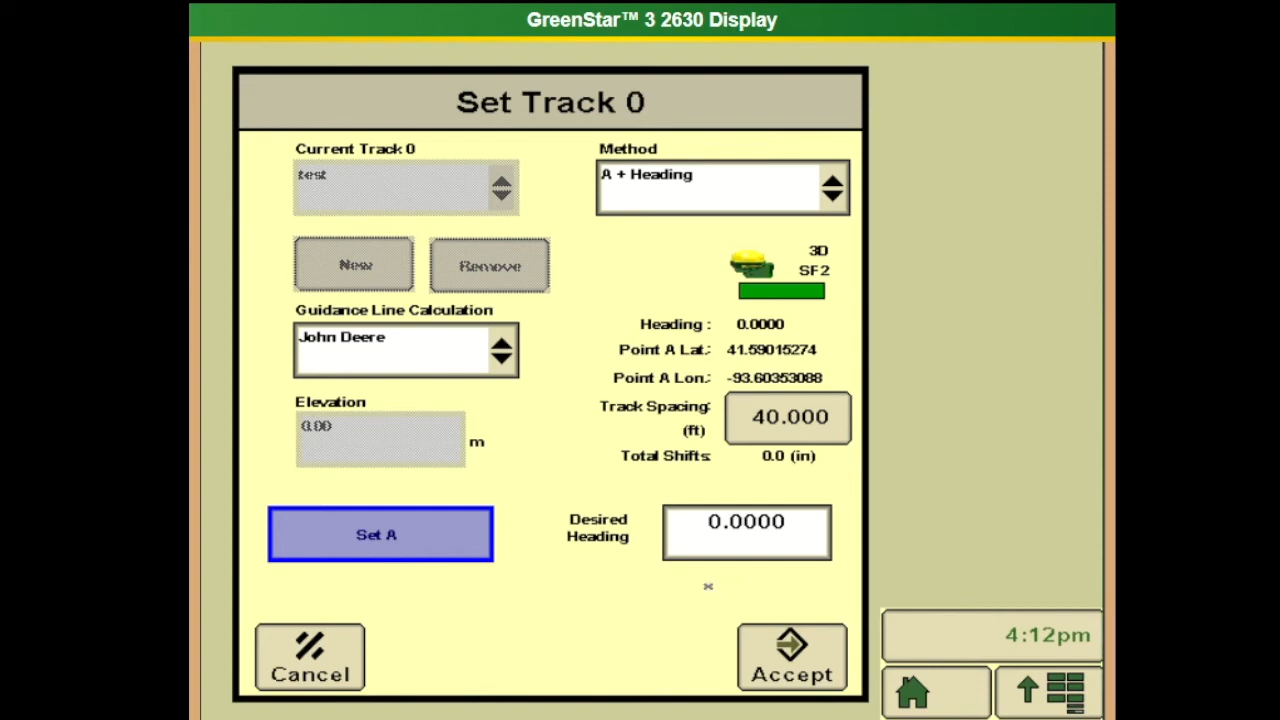 GreenStar™ 3 2630 Display
Set Track 0
Current Track 0
test
Method
A + Heading
New
Remove
3D
SF2
Guidance Line Calculation
John Deere
Heading : 0.0000
Point A Lat.: 41.59015274
Point A Lon.: -93.60353088
Elevation
0.00
m
Track Spacing:
(ft)
40.000
Total Shifts: 0.0 (in)
Set A
Desired
Heading
0.0000
Cancel
Accept
4:12pm